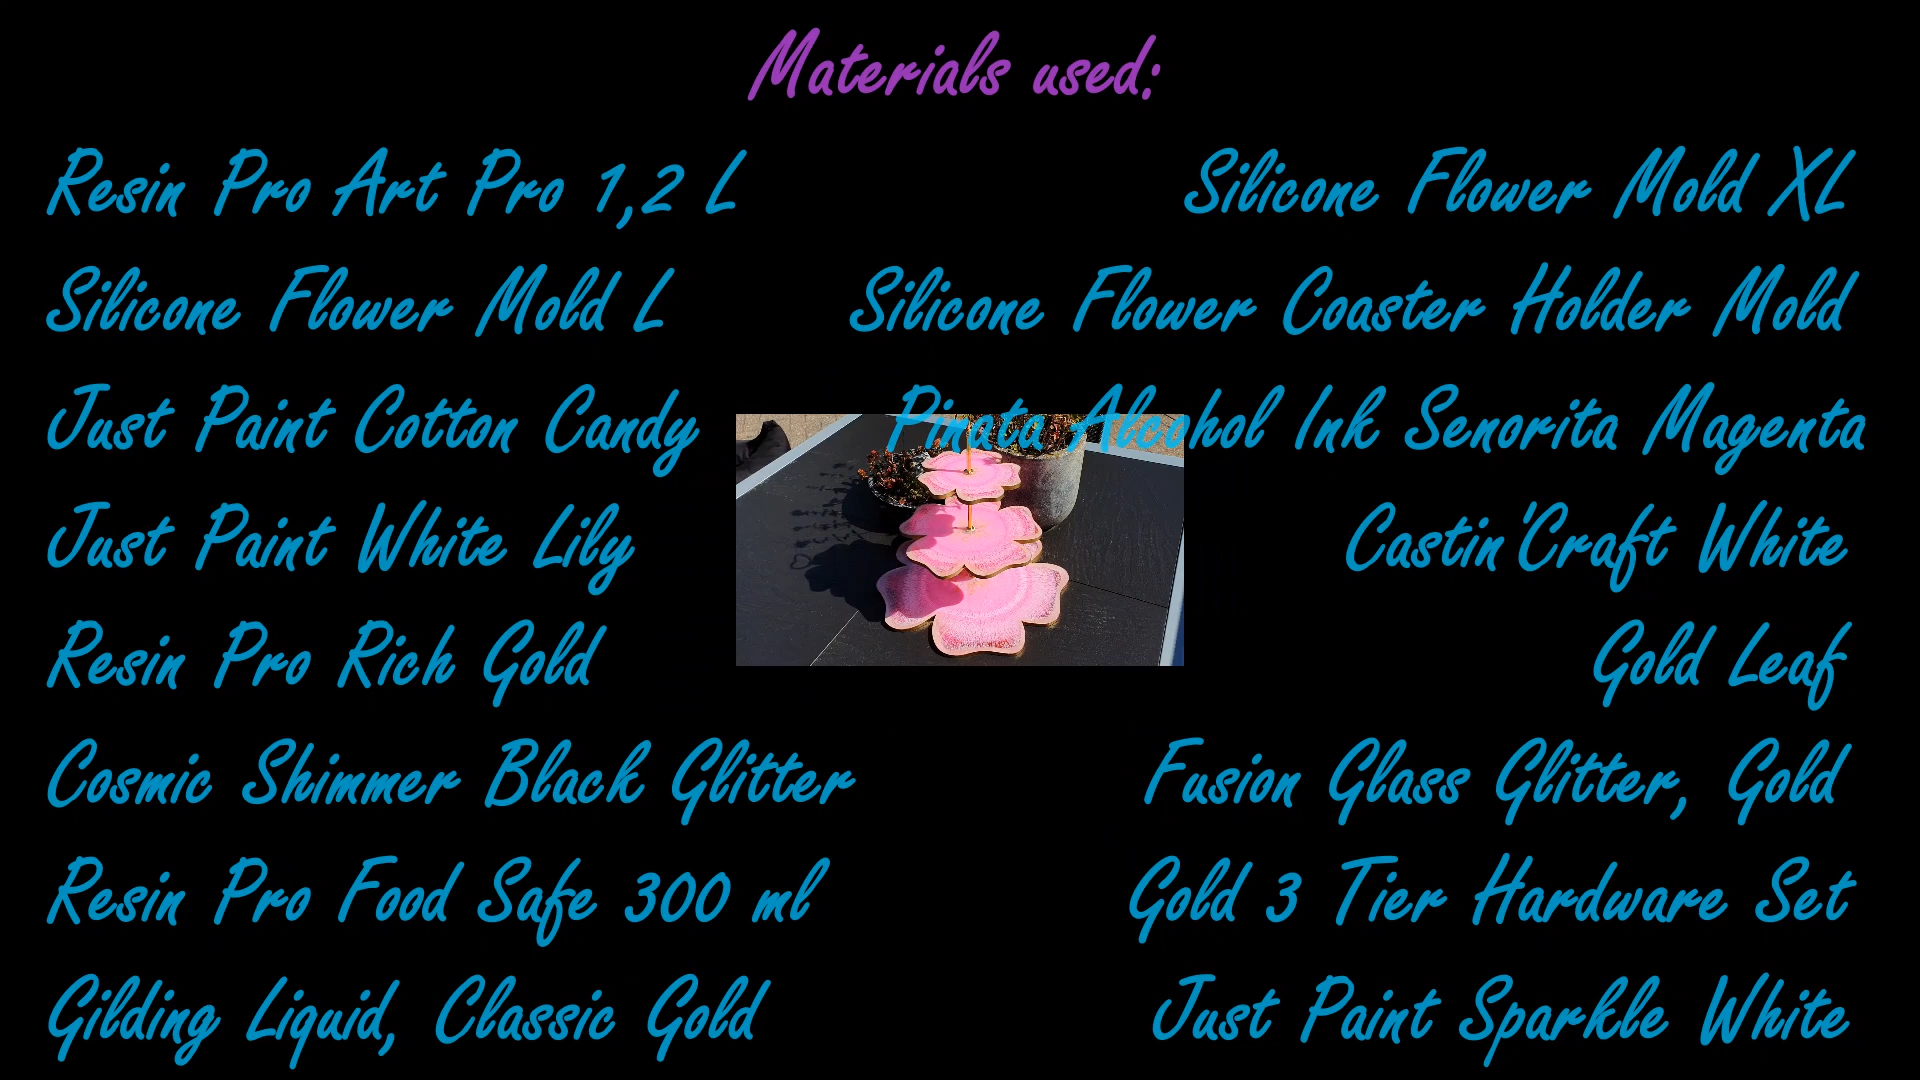 Materials used:
Resin Pro Art Pro 1,2 L
Silicone Flower Mold XL
Silicone Flower Mold L
Silicone Flower Coaster Holder Mold
Just Paint Cotton Candy
Pinata Alcohol Ink Senorita Magenta
Just Paint White Lily
Castin'Craft White
Resin Pro Rich Gold
Gold Leaf
Cosmic Shimmer Black Glitter
Fusion Glass Glitter, Gold
Resin Pro Food Safe 300 ml
Gold 3 Tier Hardware Set
Gilding Liquid, Classic Gold
Just Paint Sparkle White